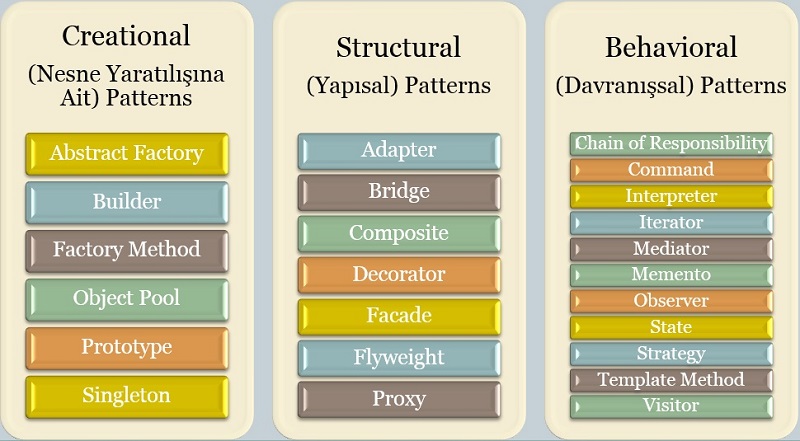 Creational
(Nesne Yaratılışına
Ait) Patterns
Abstract Factory
Builder
Factory Method
Object Pool
Prototype
Singleton
Structural
(Yapısal) Patterns
Adapter
Bridge
Composite
Decorator
Facade
Flyweight
Proxy
Behavioral
(Davranışsal) Patterns
Chain of Responsibility
Command
Interpreter
Iterator
Mediator
Memento
Observer
State
Strategy
Template Method
Visitor